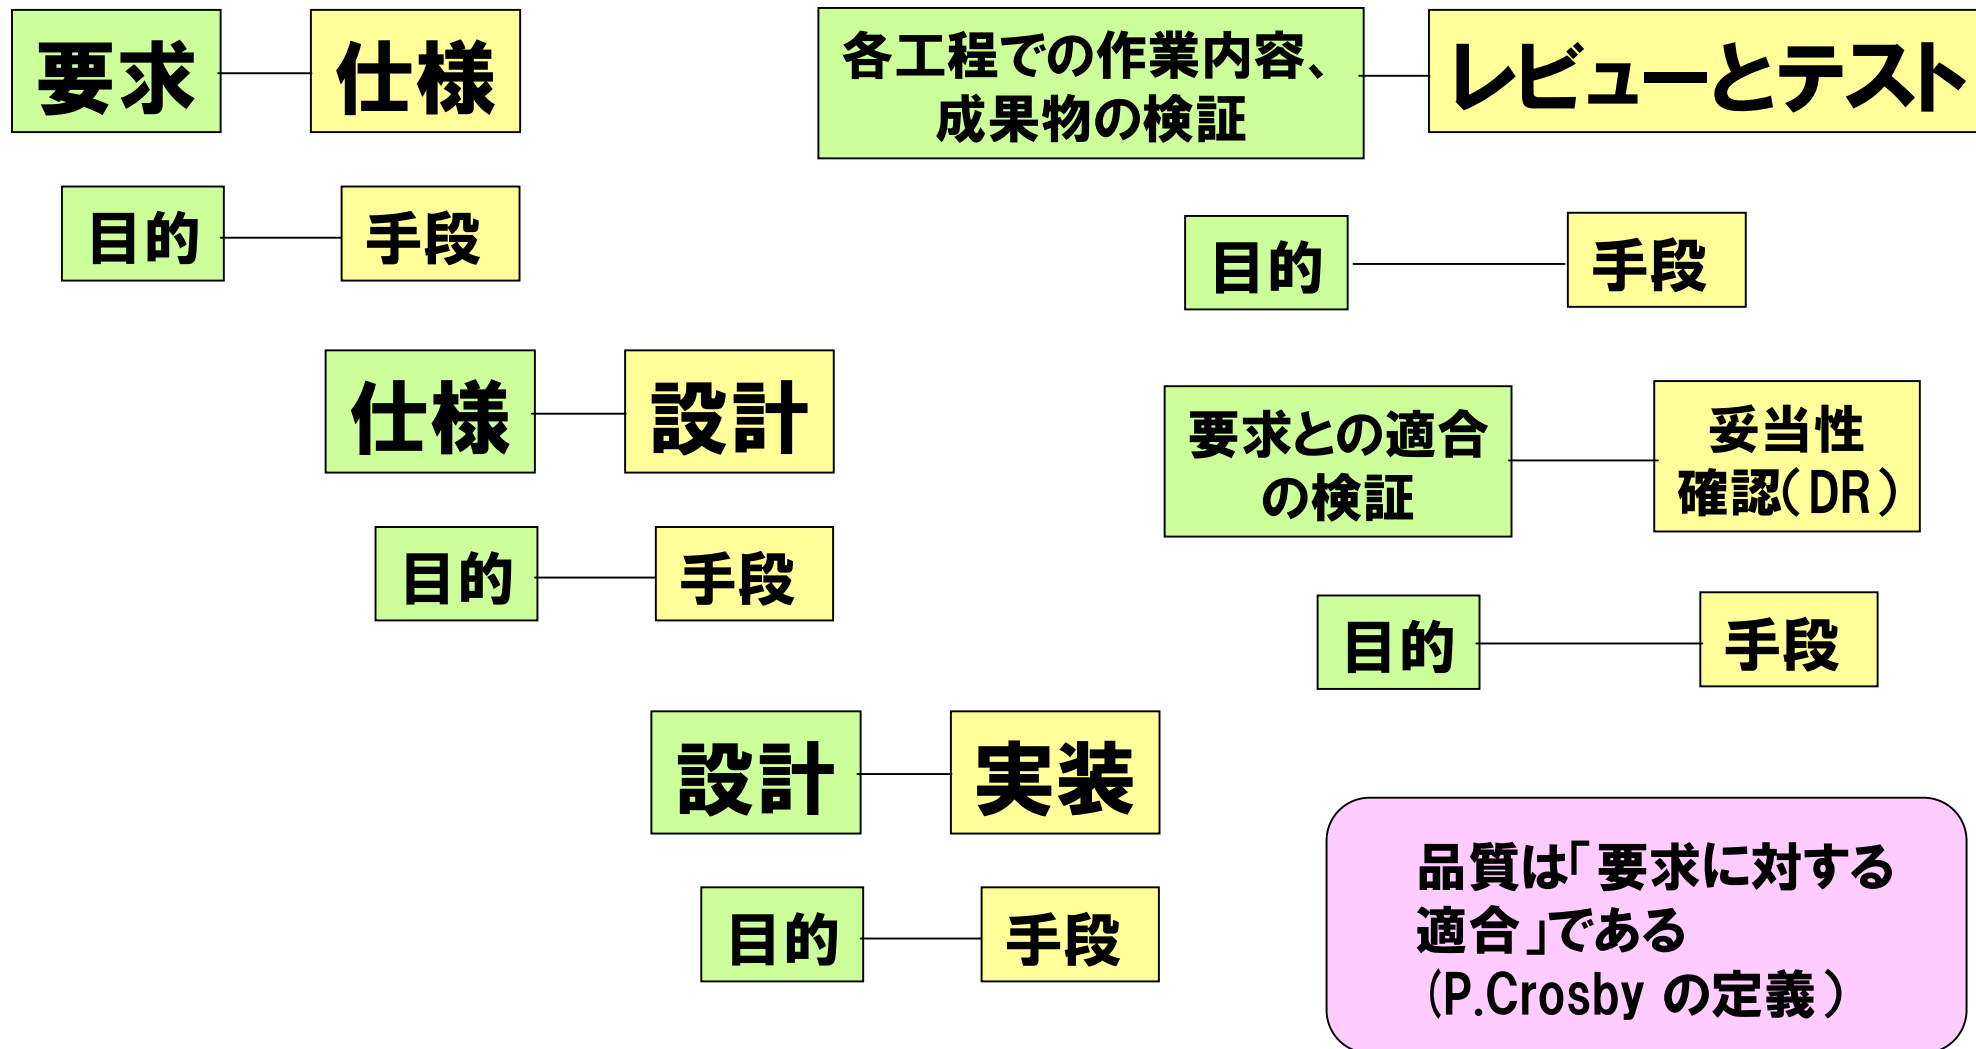 要求
仕様
目的
手段
仕様
設計
目的
手段
設計
実装
目的
手段
各工程での作業内容、
成果物の検証
レビューとテスト
目的
手段
要求との適合
の検証
妥当性
確認(DR)
目的
手段
品質は「要求に対する
適合」である
(P.Crosby の定義)